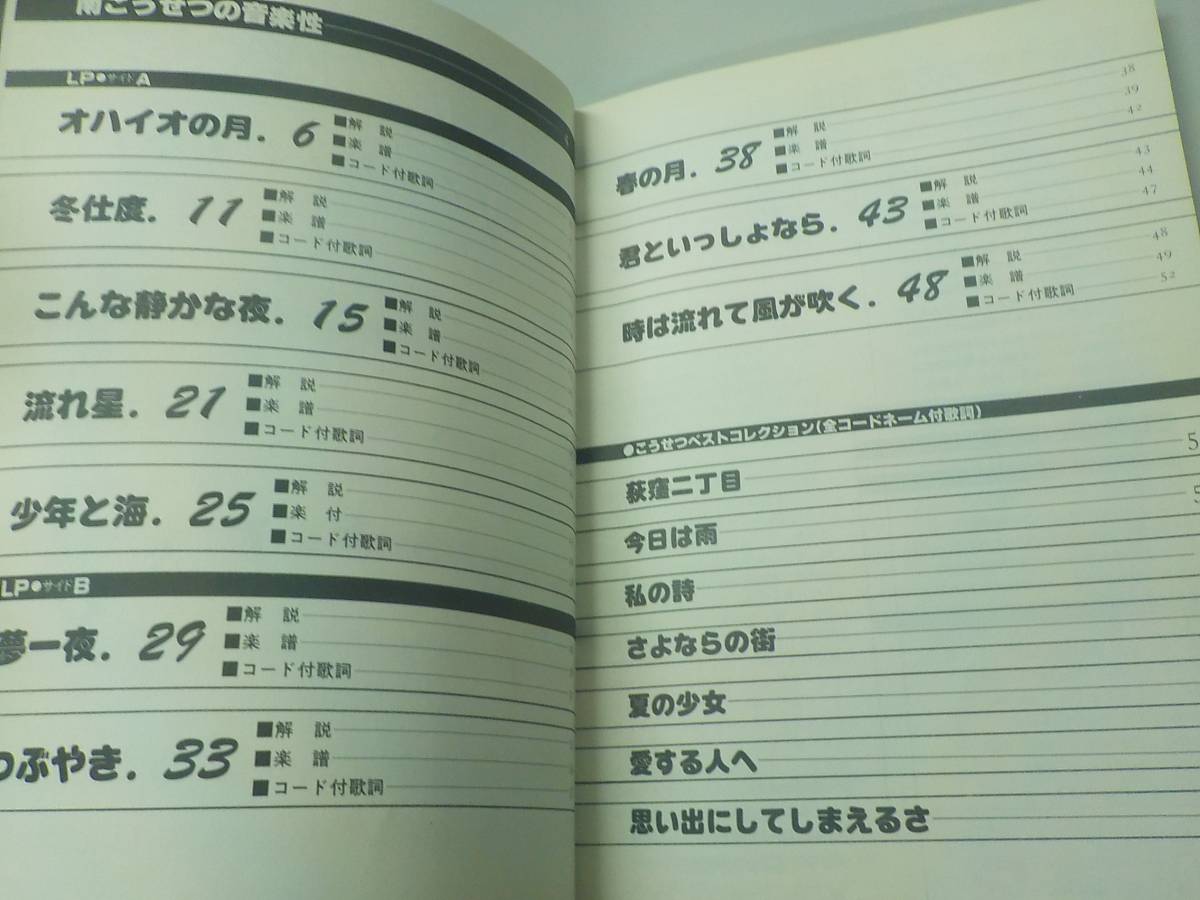 南こうせつの音楽性
LP●サイドA
オハイオの月. 6 ■解 説
■楽 譜
■コード付歌詞
冬仕度. 11 ■解 説
■楽 譜
■コード付歌詞
こんな静かな夜. 15 ■解 説
■楽 譜
■コード付歌詞
流れ星. 21 ■解 説
■楽 譜
■コード付歌詞
少年と海. 25 ■解 説
■楽 付
■コード付歌詞
LP●サイドB
夢一夜. 29 ■解 説
■楽 譜
■コード付歌詞
つぶやき. 33 ■解 説
■楽 譜
■コード付歌詞
春の月. 38 ■解 説 38
■楽 譜 39
■コード付歌詞 42
君といっしょなら. 43 ■解 説 43
■楽 譜 44
■コード付歌詞 47
時は流れて風が吹く. 48 ■解 説 48
■楽 譜 49
■コード付歌詞 52
●こうせつベストコレクション(全コードネーム付歌詞)
荻窪二丁目
今日は雨
私の詩
さよならの街
夏の少女
愛する人へ
思い出にしてしまえるさ